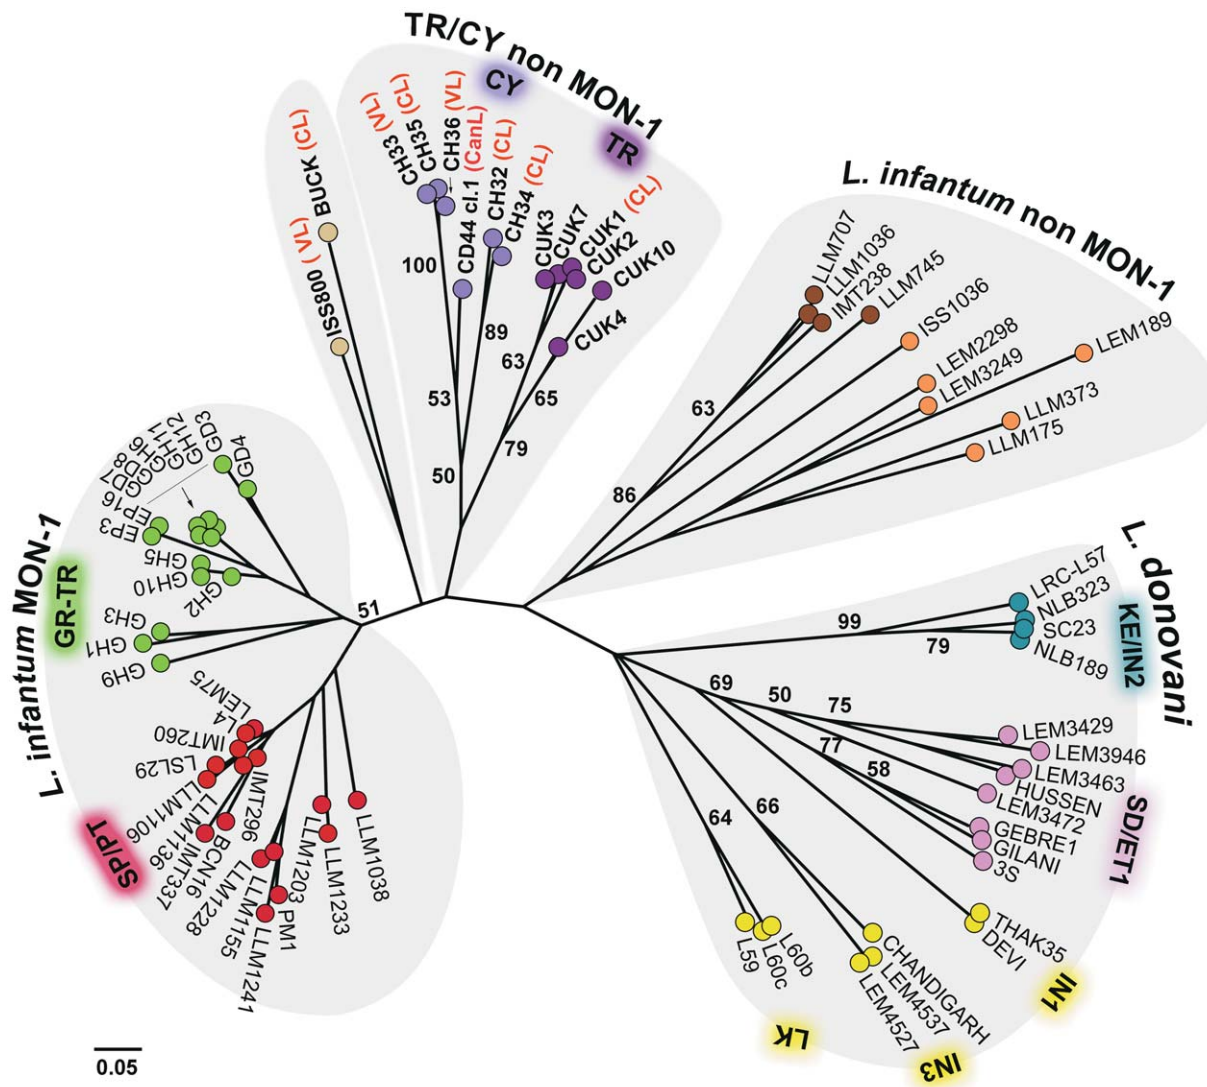 TR/CY non MON-1
CY
TR
BUCK (CL)
ISS800 (VL)
CH33 (VL)
CH35 (CL)
CH36 (VL)
CD44 cl.1 (CanL)
CH32 (CL)
CH34 (CL)
CUK3
CUK7
CUK1 (CL)
CUK2
CUK10
CUK4
100
53
50
89
63
65
79
L. infantum non MON-1
LLM707
LLM1036
IMT238
LLM745
ISS1036
LEM2298
LEM3249
LEM189
LLM373
LLM175
63
86
L. donovani
KE/IN2
LRC-L57
NLB323
SC23
NLB189
99
79
SD/ET1
LEM3429
LEM3946
LEM3463
HUSSEN
LEM3472
GEBRE1
GILANI
3S
69
50
75
77
58
IN1
THAK35
DEVI
IN3
CHANDIGARH
LEM4537
LEM4527
66
LK
L60b
L60c
L59
64
L. infantum MON-1
GR-TR
GD3
GD4
GH12
GH11
EP16
EP3
GH5
GH10
GH2
GH3
GH1
GH9
51
SP/PT
LEM75
L4
IMT260
LSL29
LLM1106
LLM1136
IMT337
BCN16
IMT296
LLM1228
LLM1155
LLM1241
PM1
LLM1203
LLM1233
LLM1038
0.05